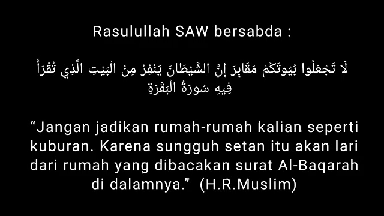 Rasulullah SAW bersabda :
لَا تَجْعَلُوا بُيُوتَكُمْ مَقَابِرَ إِنَّ الشَّيْطَانَ يَنْفِرُ مِنَ الْبَيْتِ الَّذِي تُقْرَأُ
فِيهِ سُورَةُ الْبَقَرَةِ
“Jangan jadikan rumah-rumah kalian seperti
kuburan. Karena sungguh setan itu akan lari
dari rumah yang dibacakan surat Al-Baqarah
di dalamnya.” (H.R.Muslim)